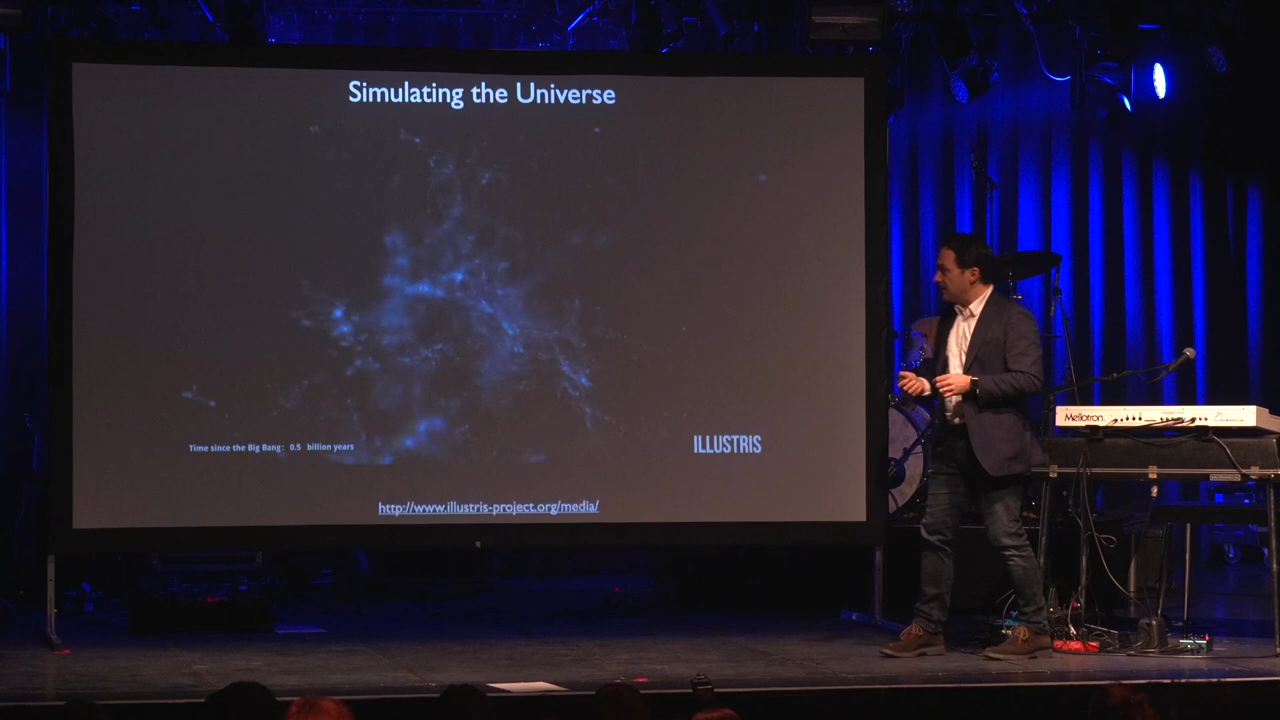 Simulating the Universe
Time since the Big Bang: 0.5 billion years
ILLUSTRIS
http://www.illustris-project.org/media/
Mellotron